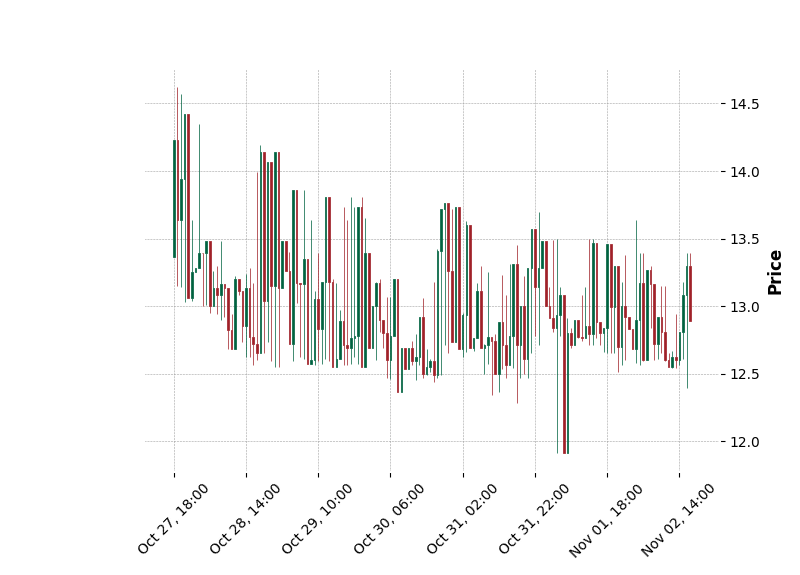 14.5
14.0
13.5
13.0
12.5
12.0
Price
Oct 27, 18:00
Oct 28, 14:00
Oct 29, 10:00
Oct 30, 06:00
Oct 31, 02:00
Oct 31, 22:00
Nov 01, 18:00
Nov 02, 14:00